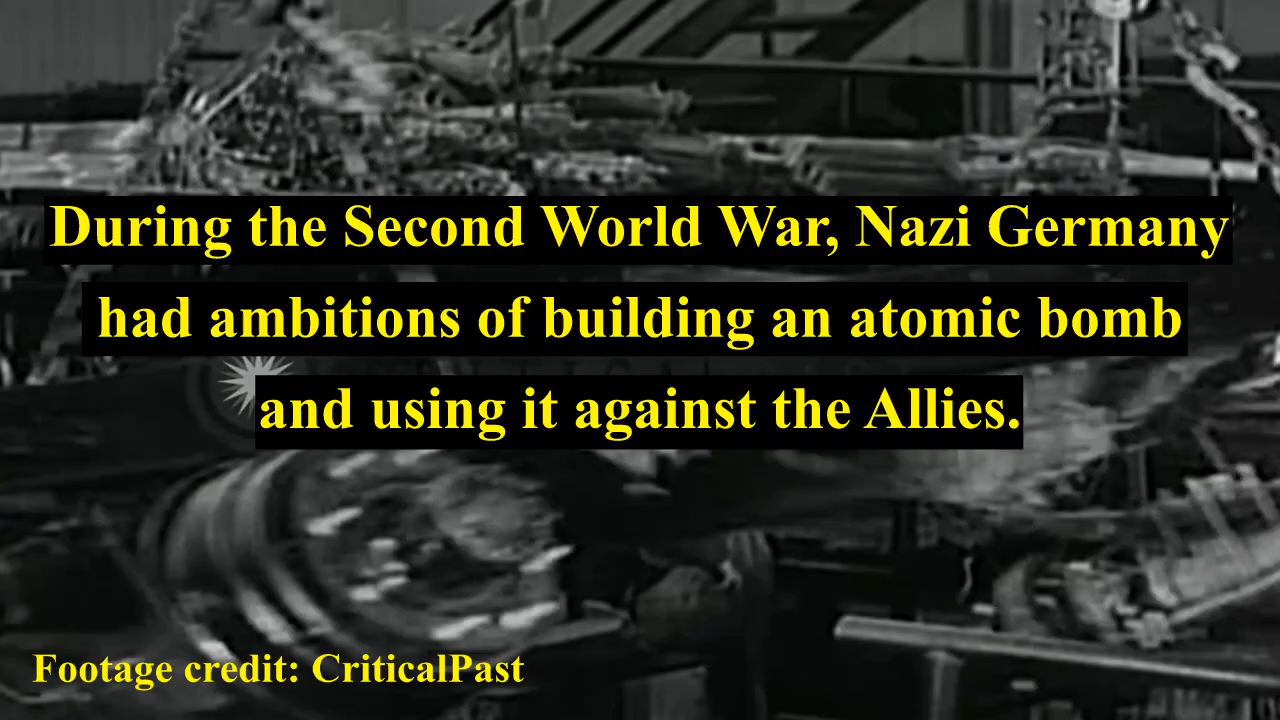 During the Second World War, Nazi Germany
had ambitions of building an atomic bomb
and using it against the Allies.
Footage credit: CriticalPast